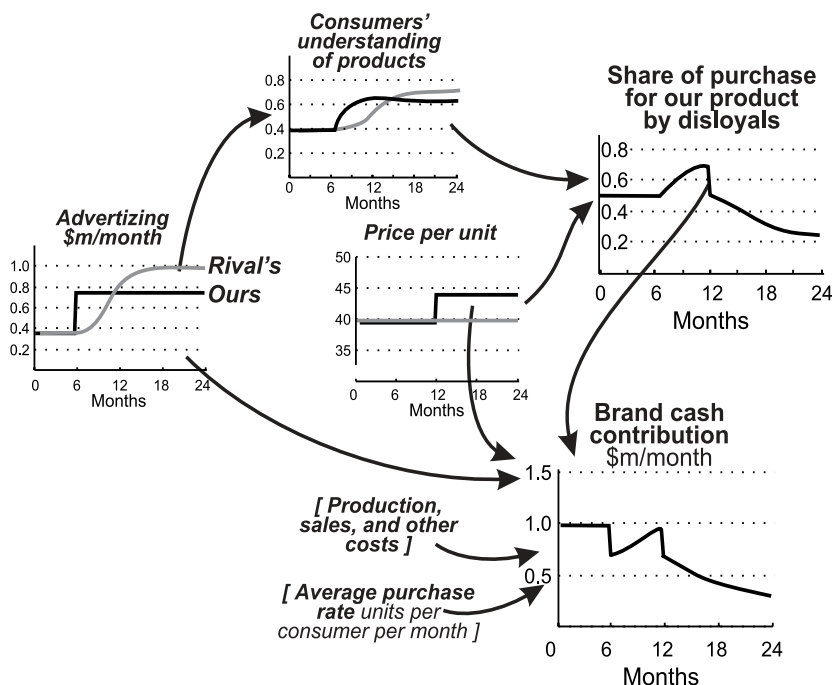 Consumers’
understanding
of products
0.8
0.6
0.4
0.2
0 6 12 18 24
Months
Share of purchase
for our product
by disloyals
0.8
0.6
0.4
0.2
0 6 12 18 24
Months
Advertizing
$m/month
1.0
0.8
0.6
0.4
0.2
Rival’s
Ours
0 6 12 18 24
Months
Price per unit
50
45
40
35
0 6 12 18 24
Months
Brand cash
contribution
$m/month
1.5
1.0
0.5
0 6 12 18 24
Months
[ Production,
sales, and other
costs ]
[ Average purchase
rate units per
consumer per month ]